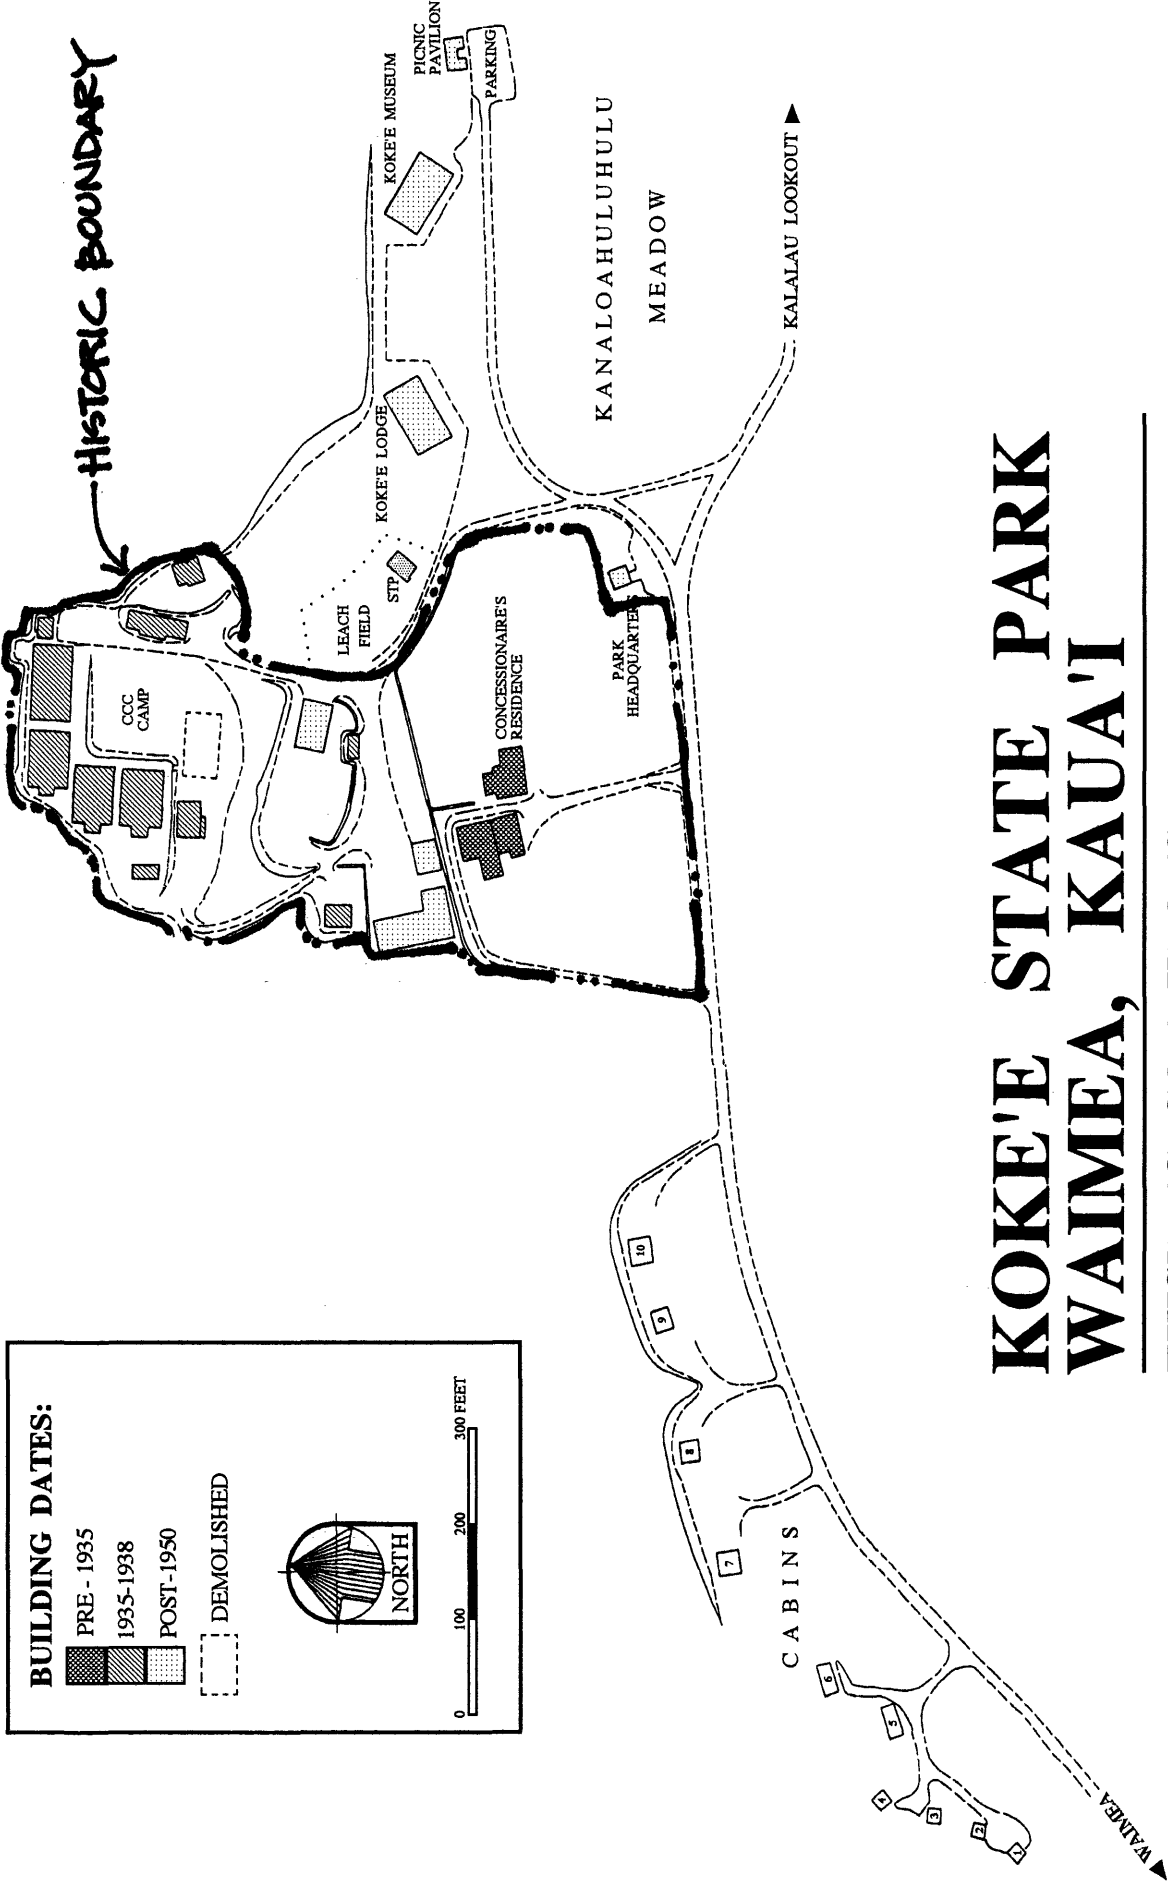 HISTORIC BOUNDARY
PICNIC
PAVILION
PARKING
KOKE'E MUSEUM
KANALOAHULUHULU
MEADOW
KALALAU LOOKOUT
KOKE'E LODGE
STP
LEACH
FIELD
CCC
CAMP
CONCESSIONAIRE'S
RESIDENCE
PARK
HEADQUARTERS
10
9
8
7
CABINS
6
5
4
3
2
1
WAIMEA
BUILDING DATES:
PRE - 1935
1935-1938
POST-1950
DEMOLISHED
NORTH
0 100 200 300 FEET
KOKE'E STATE PARK
WAIMEA, KAUA'I